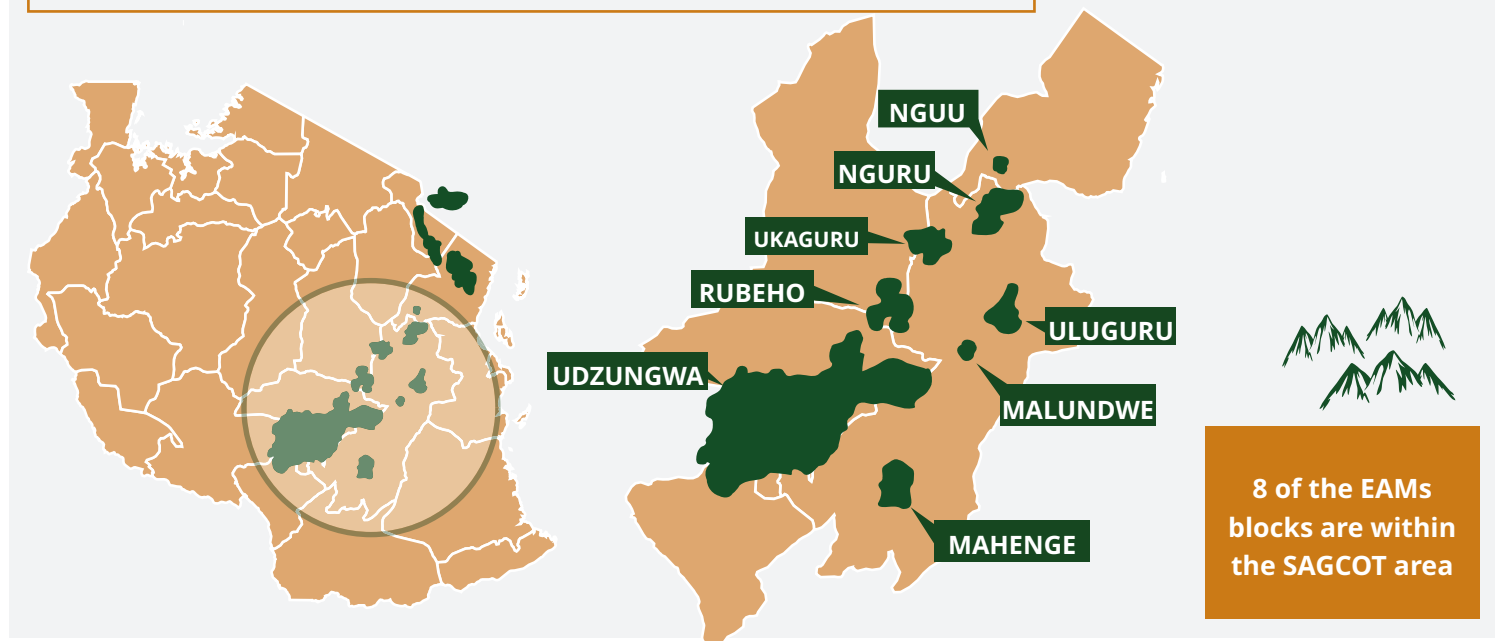 NGUU
NGURU
UKAGURU
RUBEHO
ULUGURU
UDZUNGWA
MALUNDWE
MAHENGE
8 of the EAMs
blocks are within
the SAGCOT area